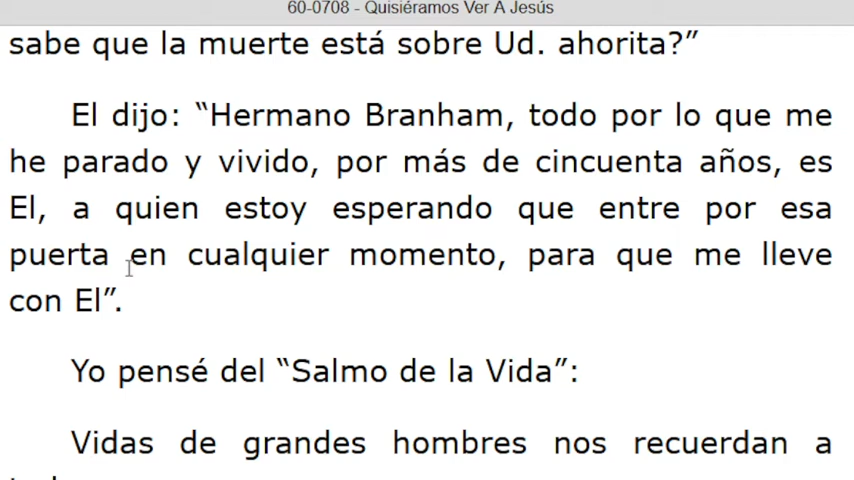 60-0708 - Quisiéramos Ver A Jesús
sabe que la muerte está sobre Ud. ahorita?”
El dijo: “Hermano Branham, todo por lo que me
he parado y vivido, por más de cincuenta años, es
El, a quien estoy esperando que entre por esa
puerta en cualquier momento, para que me lleve
con El”.
Yo pensé del “Salmo de la Vida”:
Vidas de grandes hombres nos recuerdan a